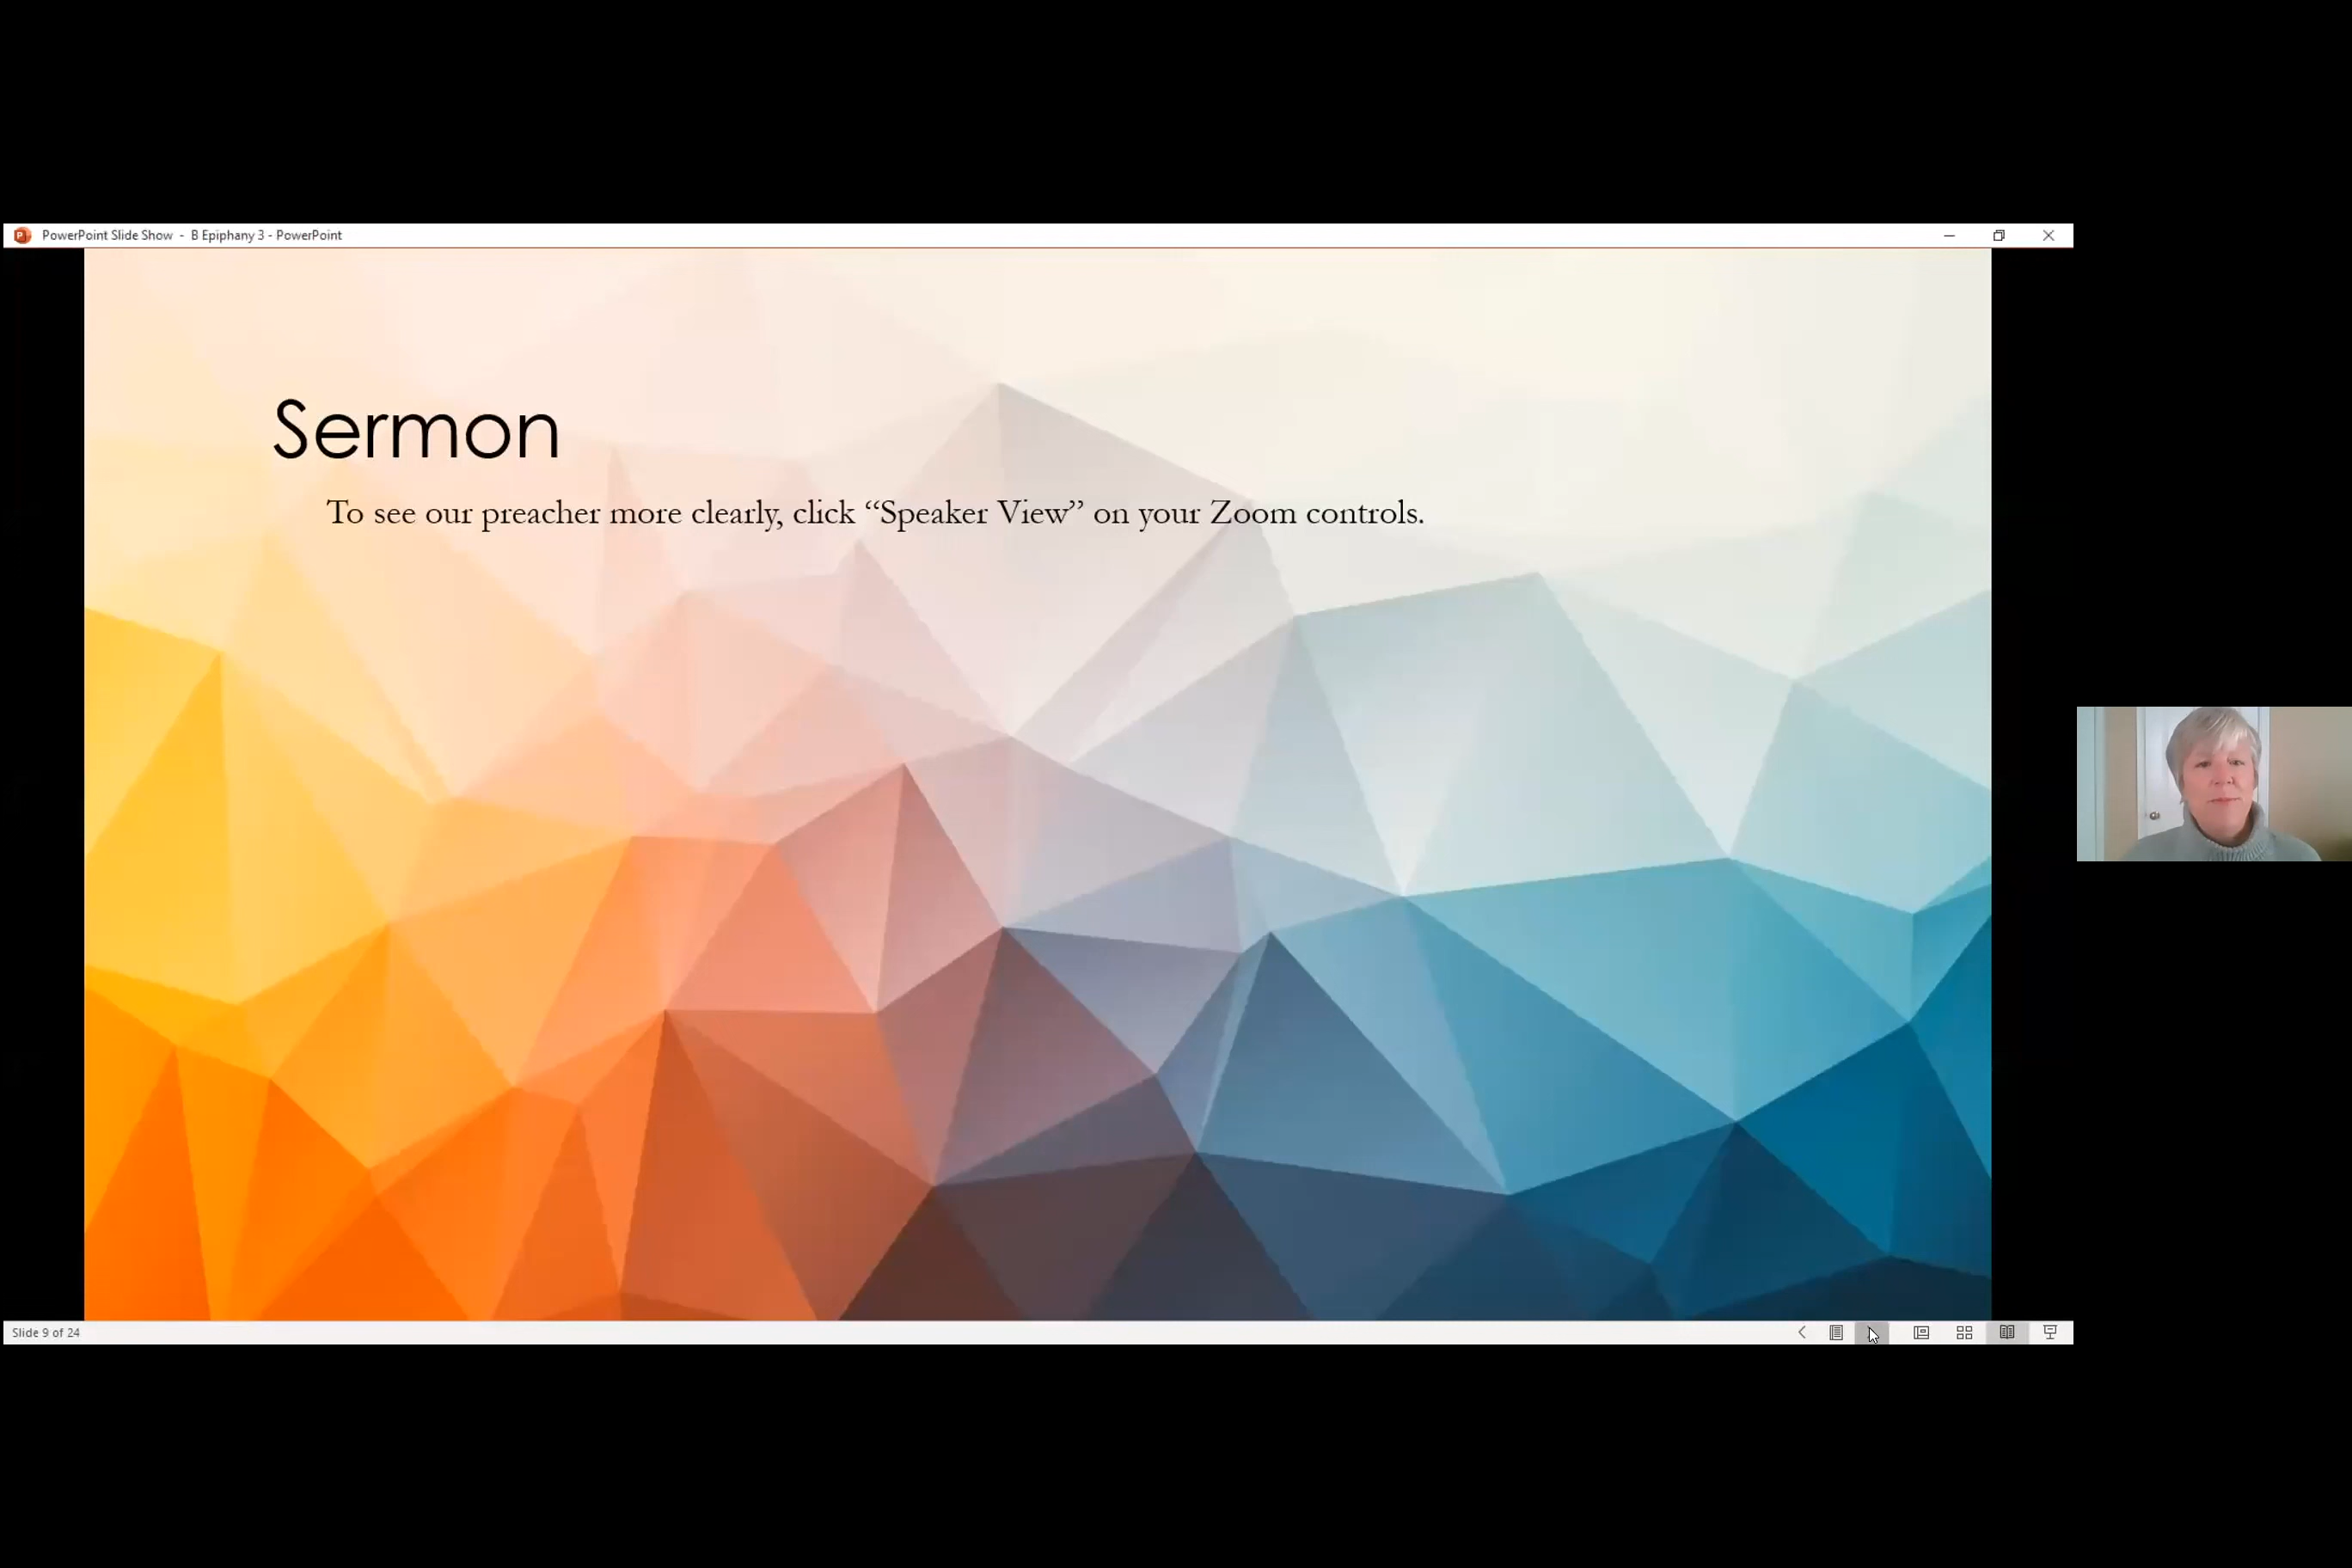 PowerPoint Slide Show - B Epiphany 3 - PowerPoint
Sermon
To see our preacher more clearly, click “Speaker View” on your Zoom controls.
Slide 9 of 24